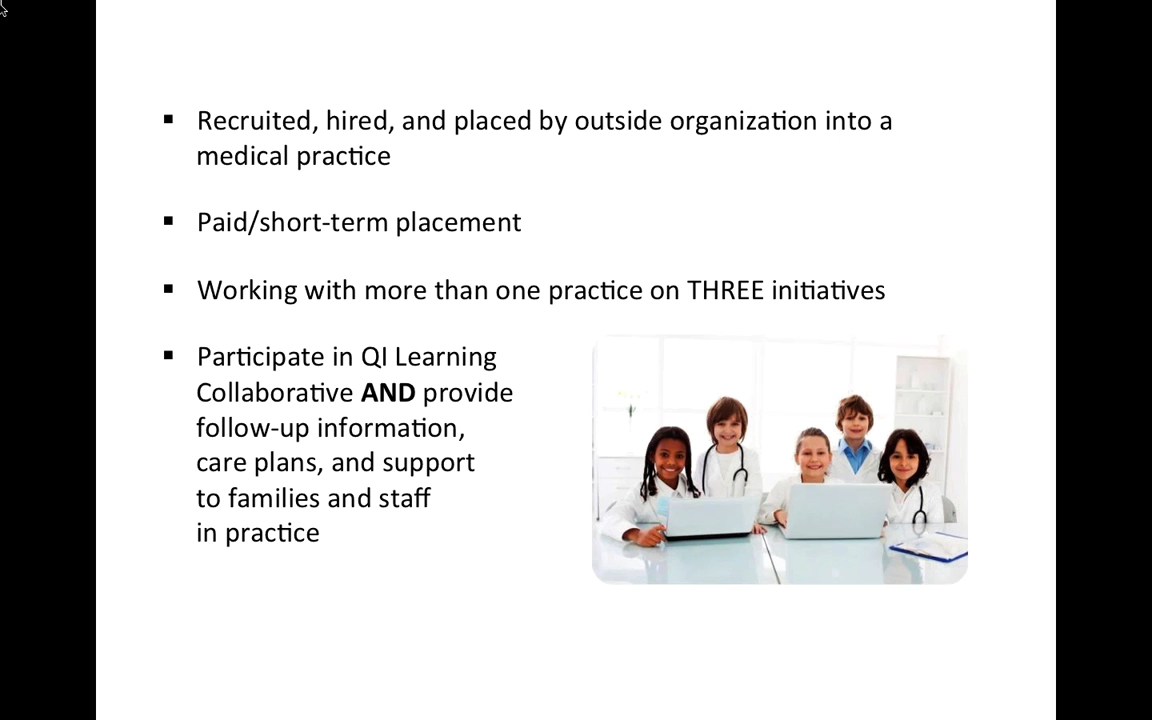 ▪ Recruited, hired, and placed by outside organization into a
medical practice
▪ Paid/short-term placement
▪ Working with more than one practice on THREE initiatives
▪ Participate in QI Learning
Collaborative AND provide
follow-up information,
care plans, and support
to families and staff
in practice